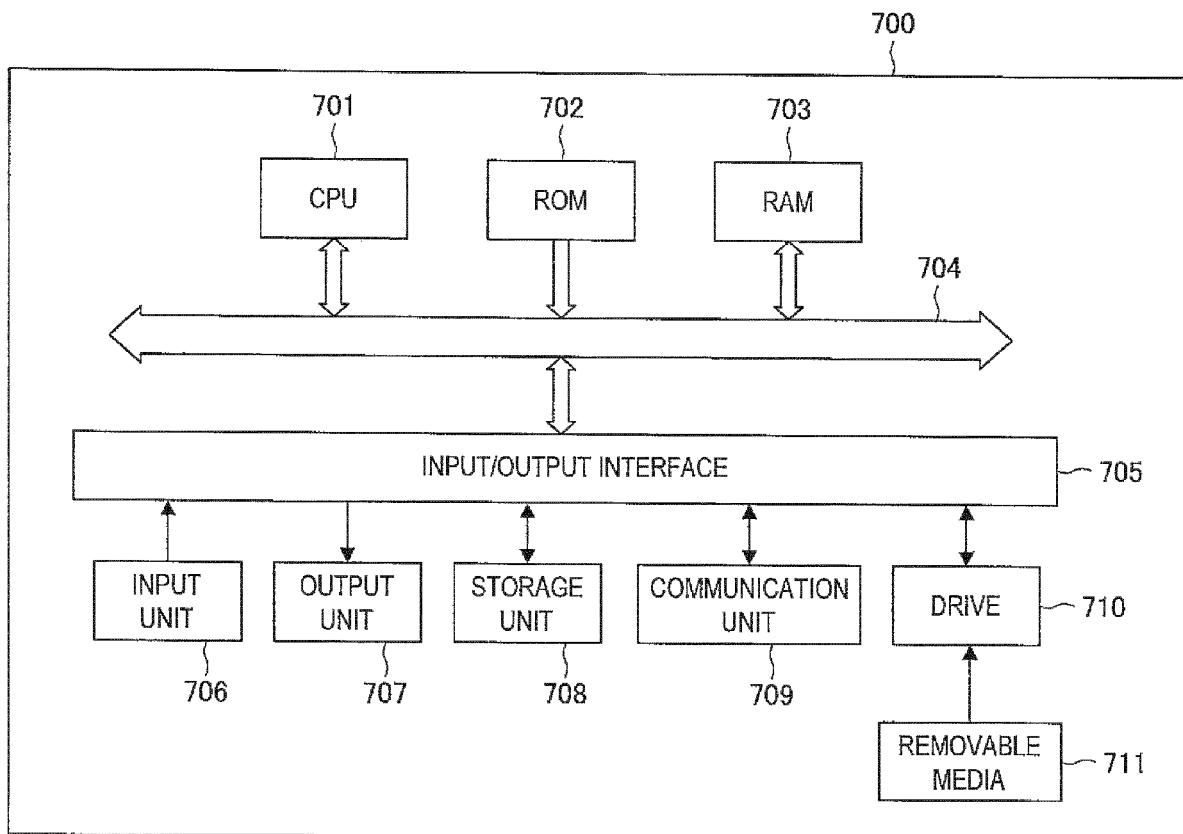 700
701
702
703
CPU
ROM
RAM
704
INPUT/OUTPUT INTERFACE
705
INPUT
UNIT
OUTPUT
UNIT
STORAGE
UNIT
COMMUNICATION
UNIT
DRIVE
710
706
707
708
709
REMOVABLE
MEDIA
711